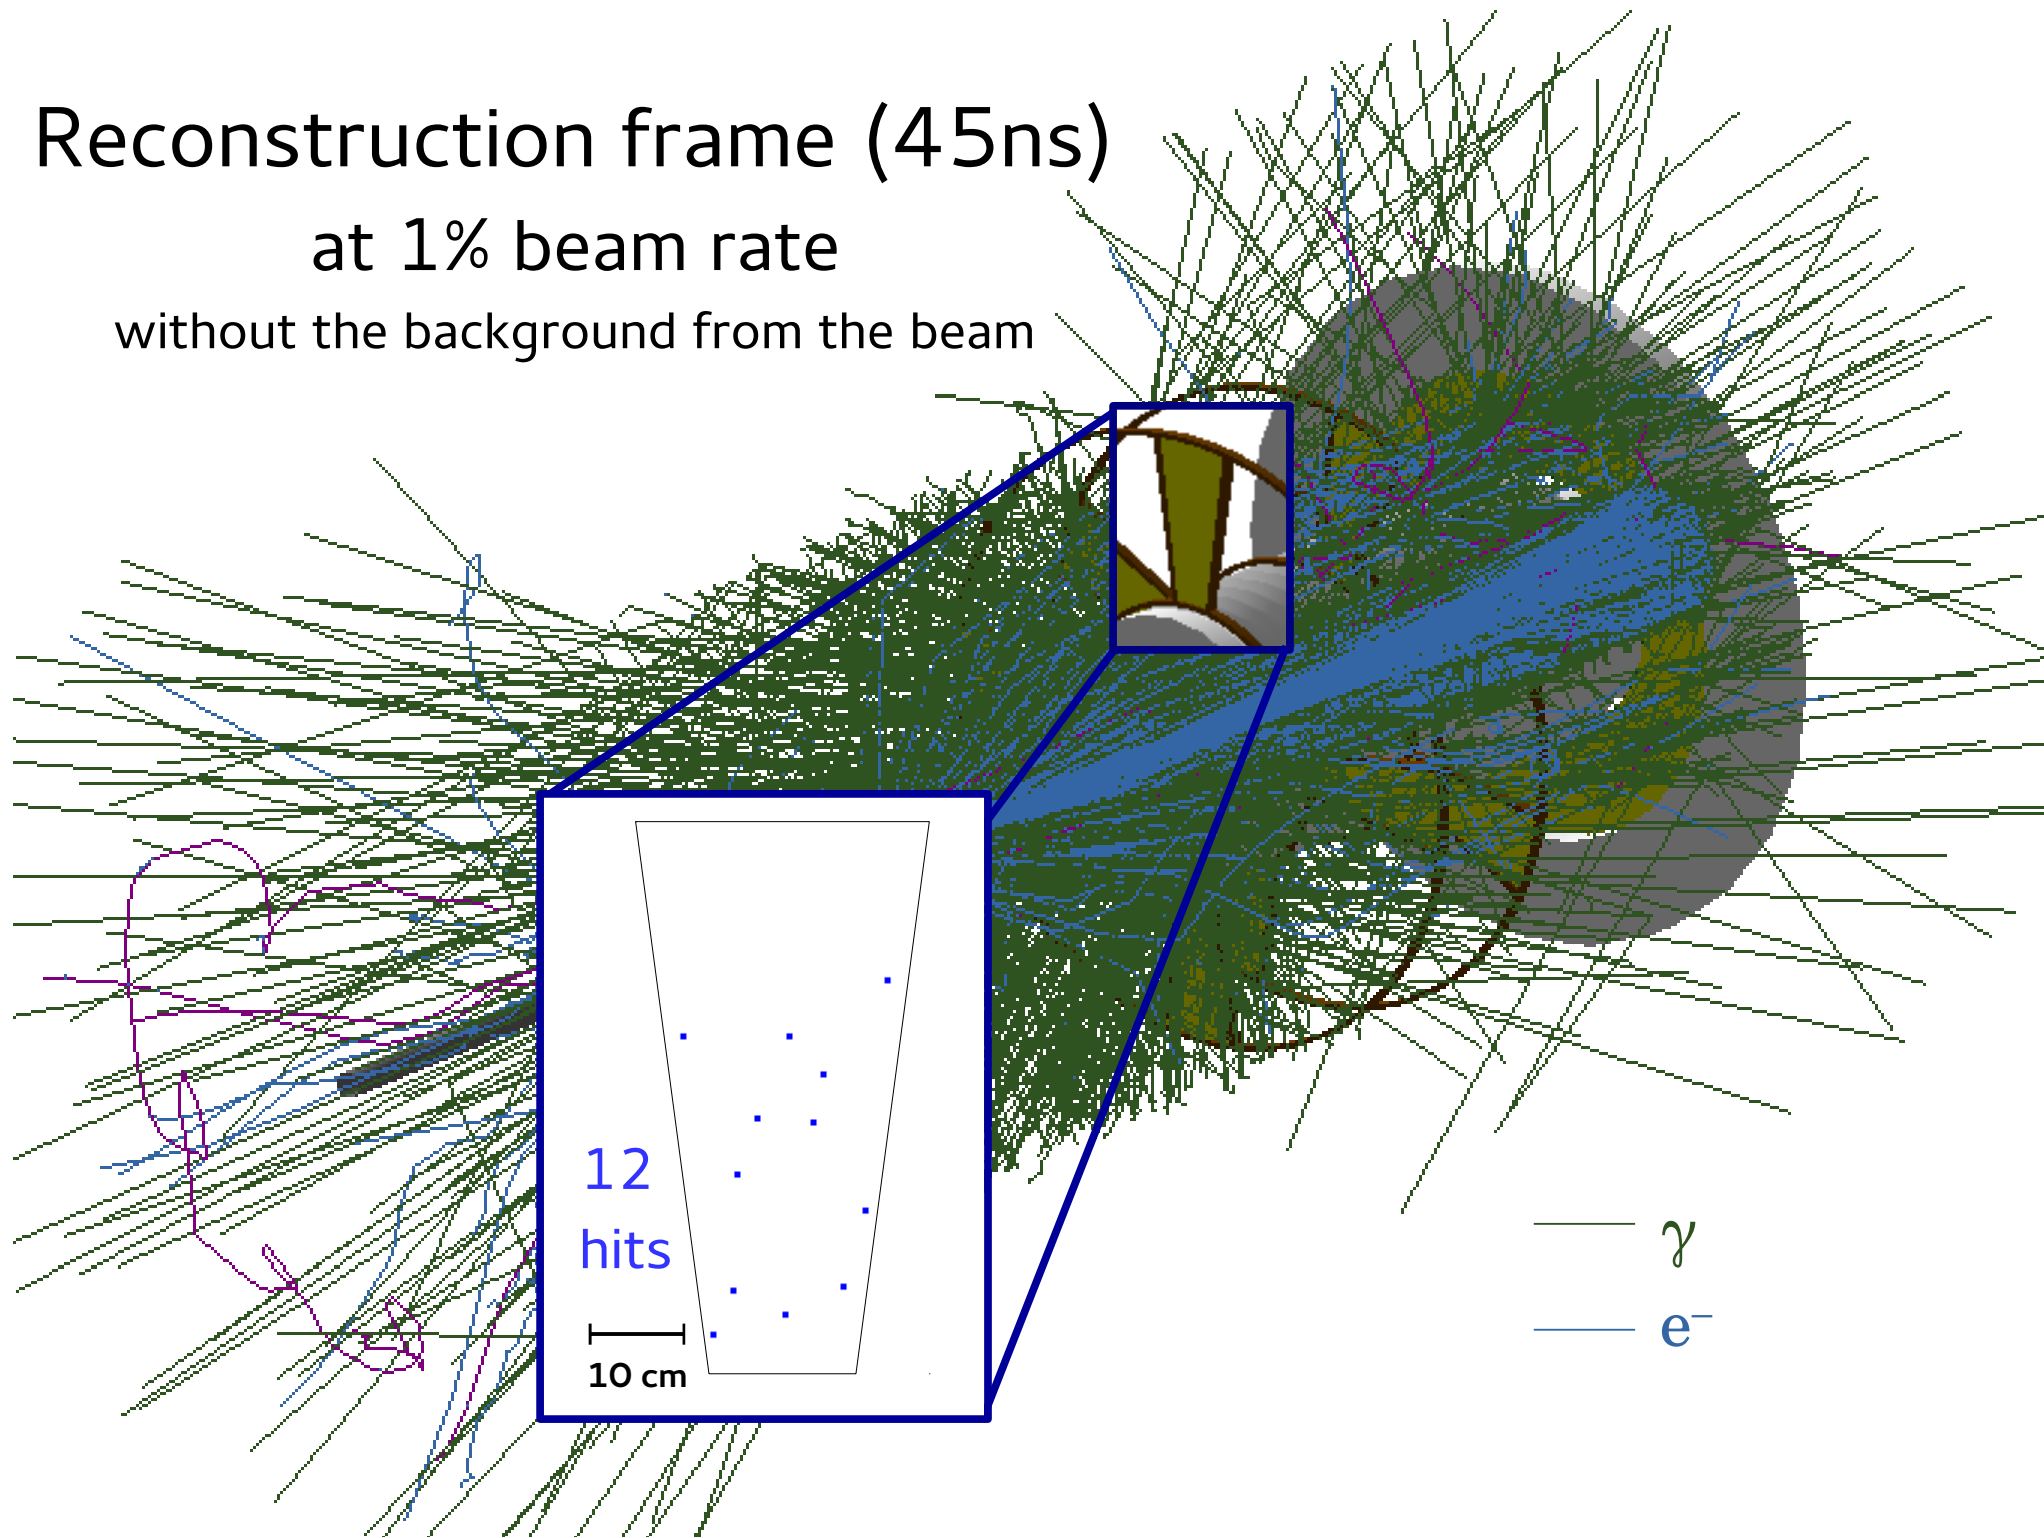 Reconstruction frame (45ns)
at 1% beam rate
without the background from the beam
12
hits
10 cm
γ
e⁻